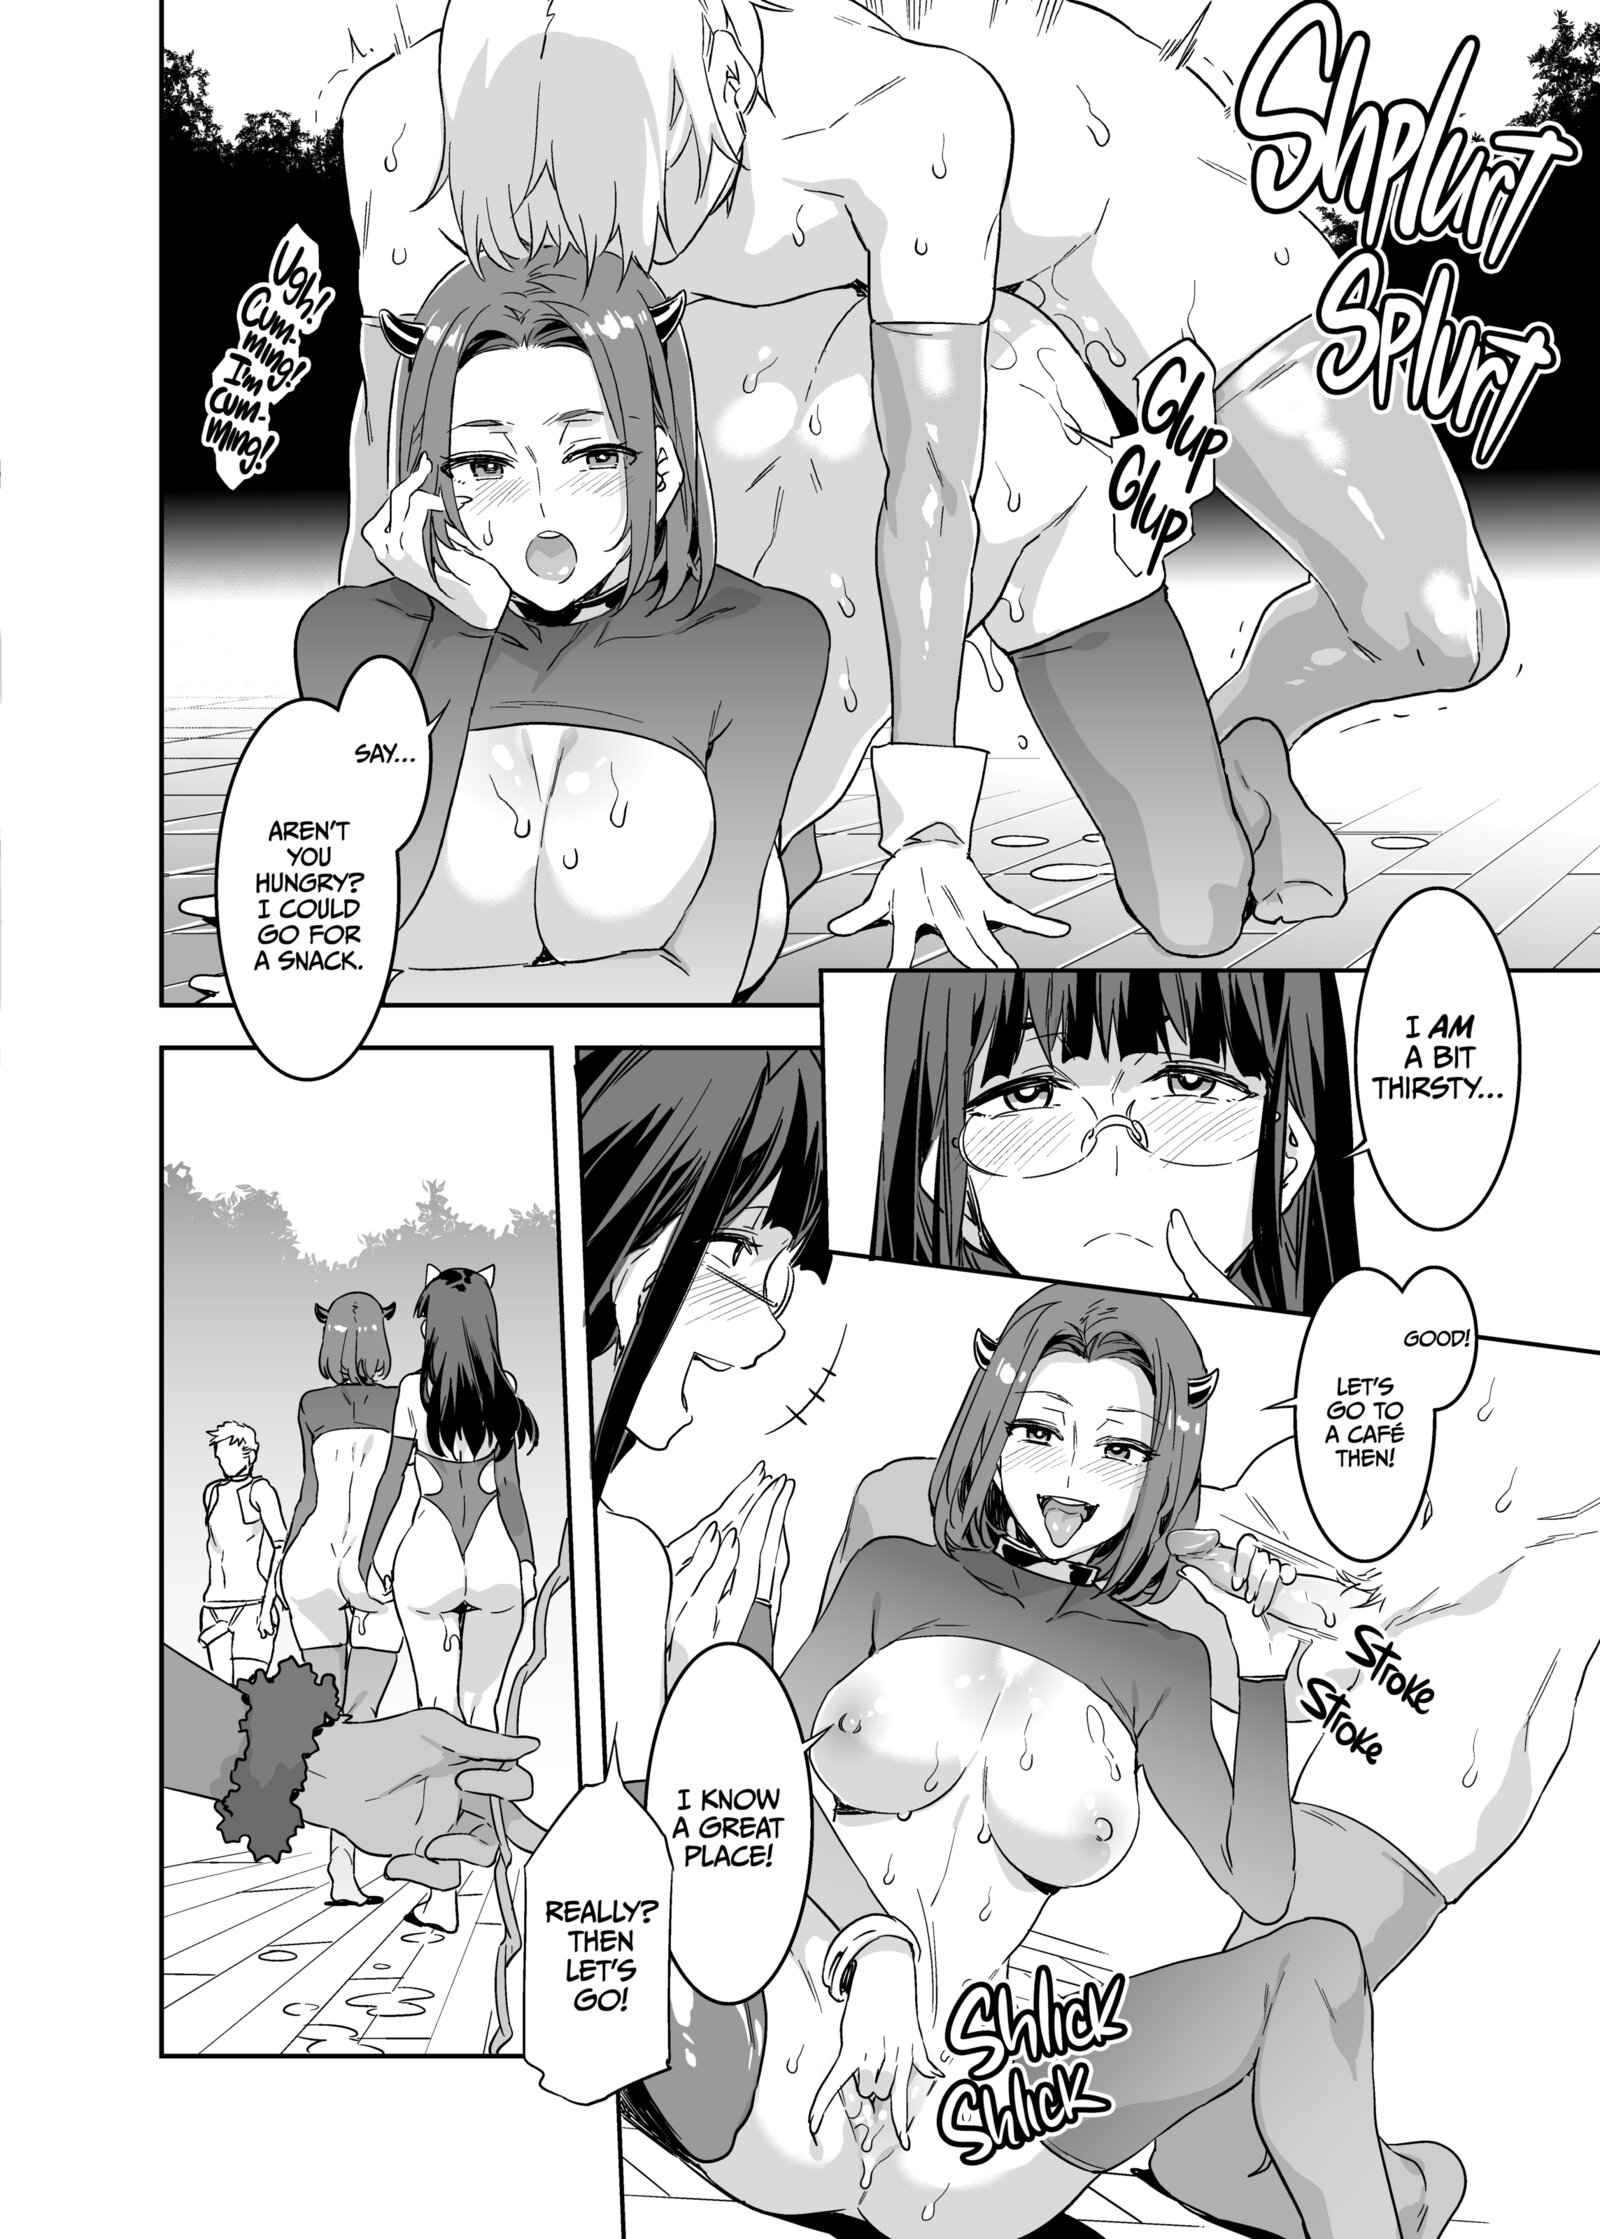 Shplurt
Splurt
Ugh!
Cum-
ming!
I'm
cum-
ming!
Glup
Glup
SAY...
AREN'T
YOU
HUNGRY?
I COULD
GO FOR
A SNACK.
I AM
A BIT
THIRSTY...
GOOD!
LET'S
GO TO
A CAFÉ
THEN!
Stroke
Stroke
I KNOW
A GREAT
PLACE!
REALLY?
THEN
LET'S
GO!
Shlick
Shlick